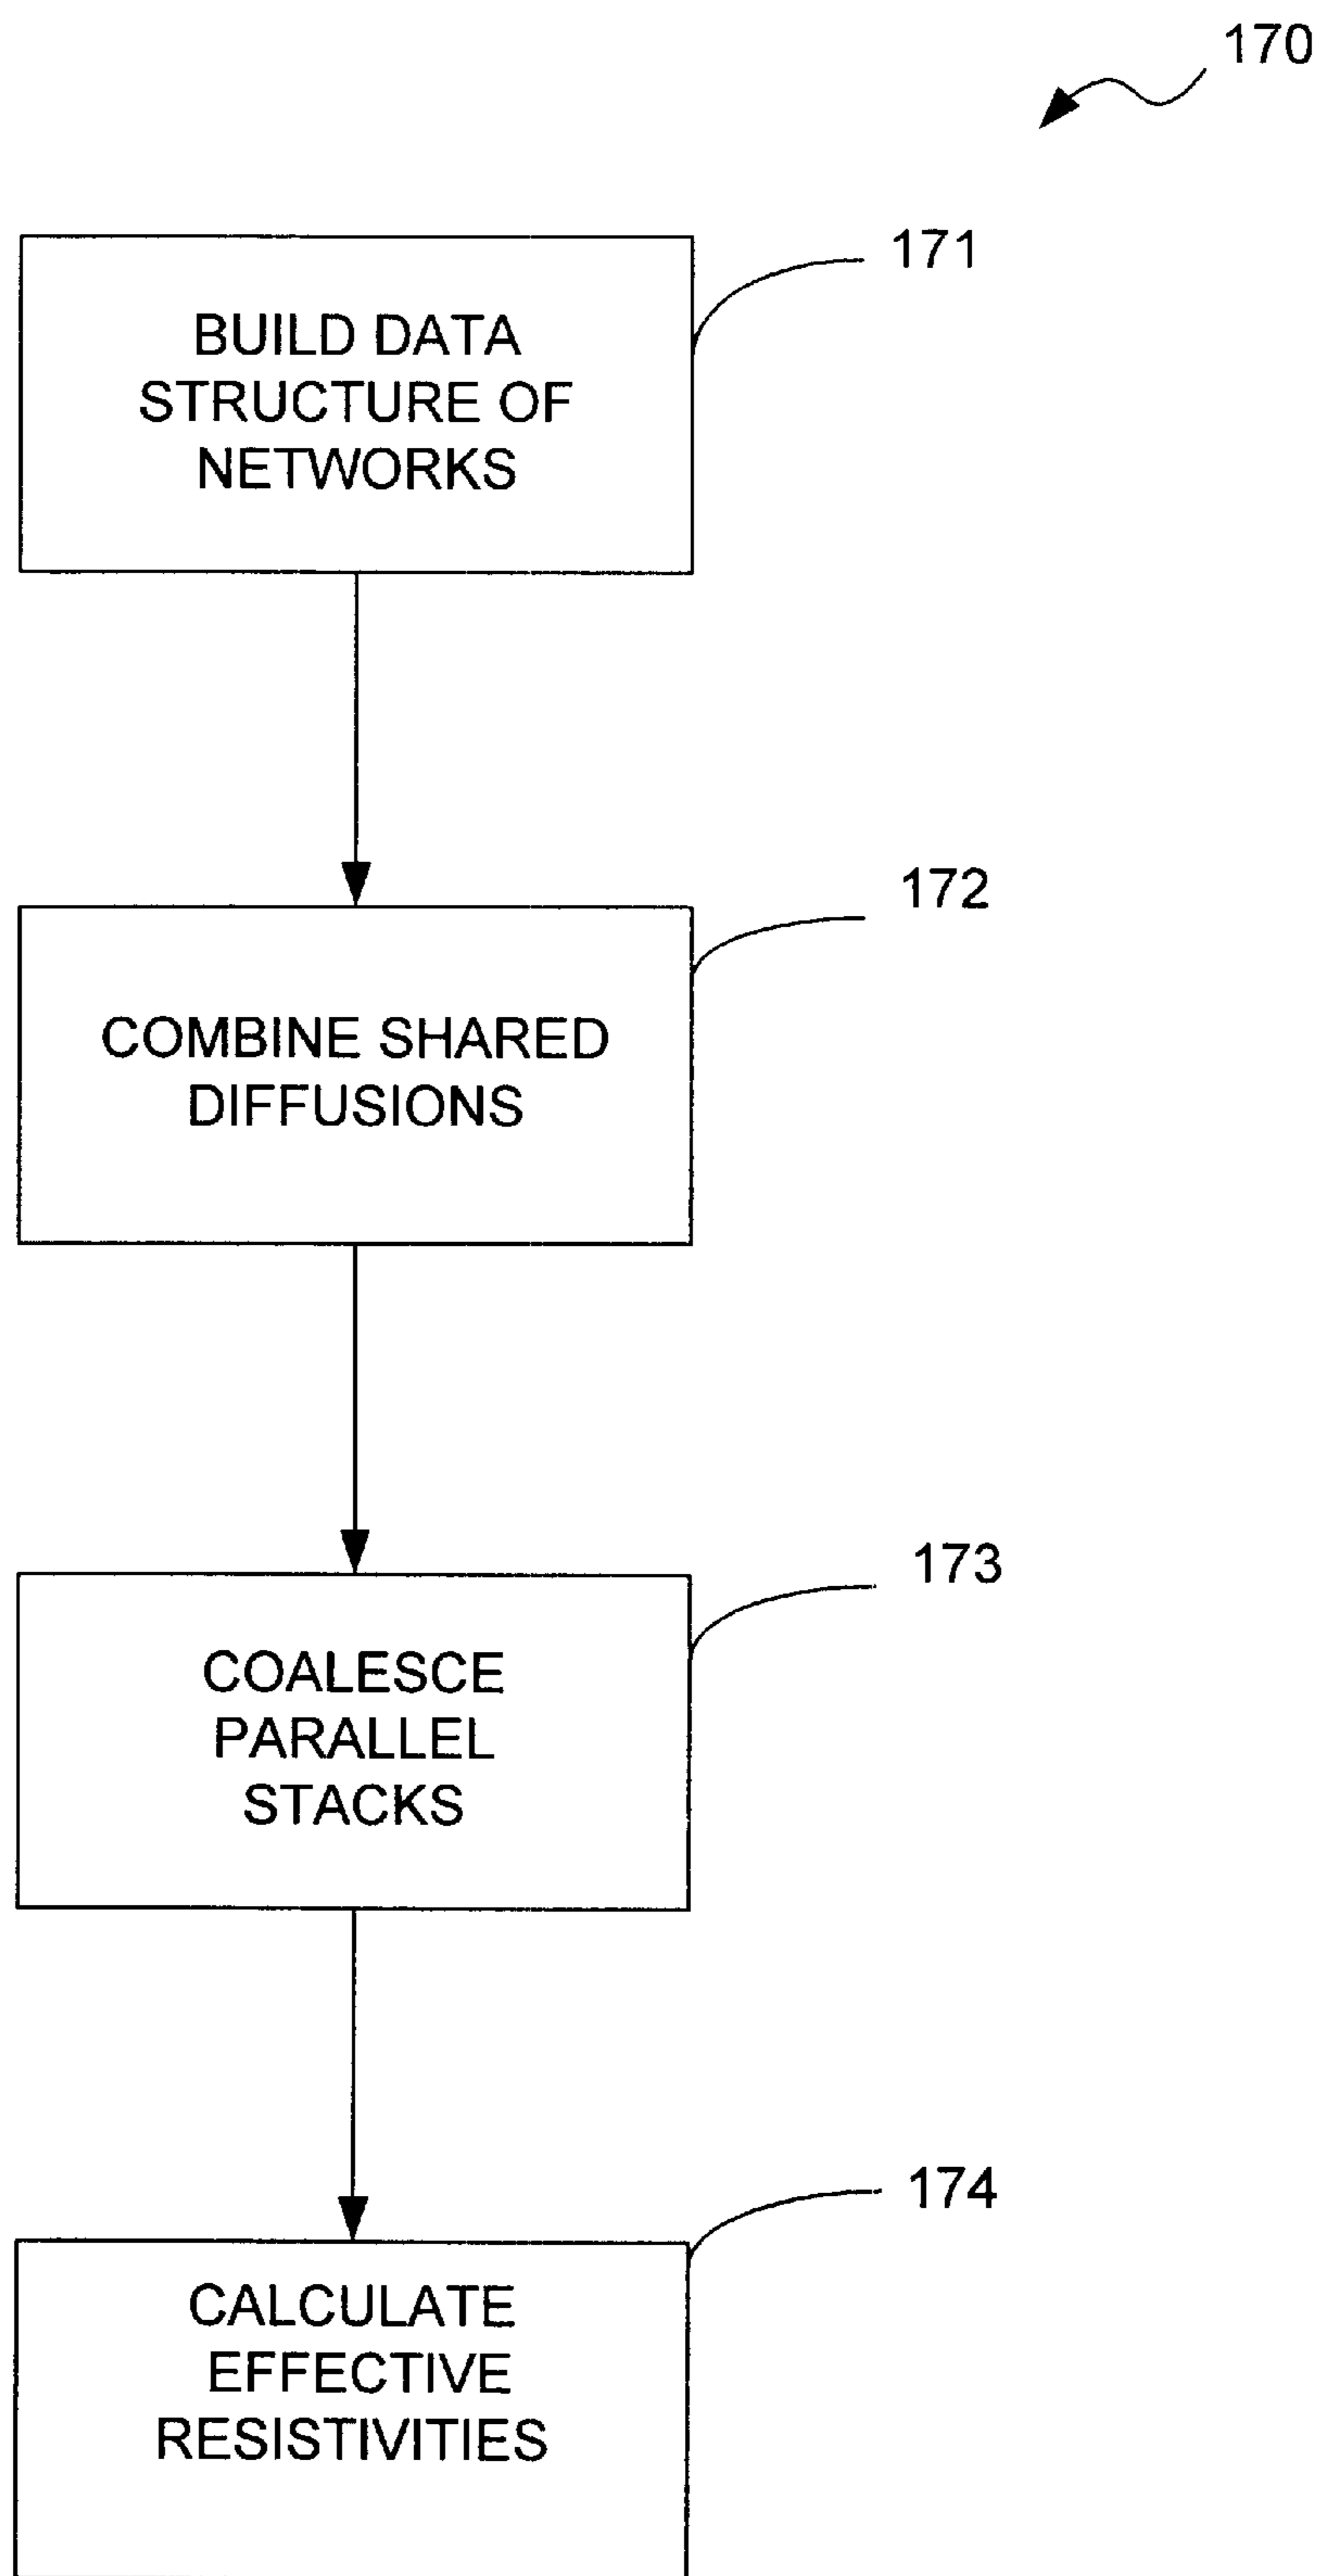 170
171
BUILD DATA
STRUCTURE OF
NETWORKS
172
COMBINE SHARED
DIFFUSIONS
173
COALESCE
PARALLEL
STACKS
174
CALCULATE
EFFECTIVE
RESISTIVITIES